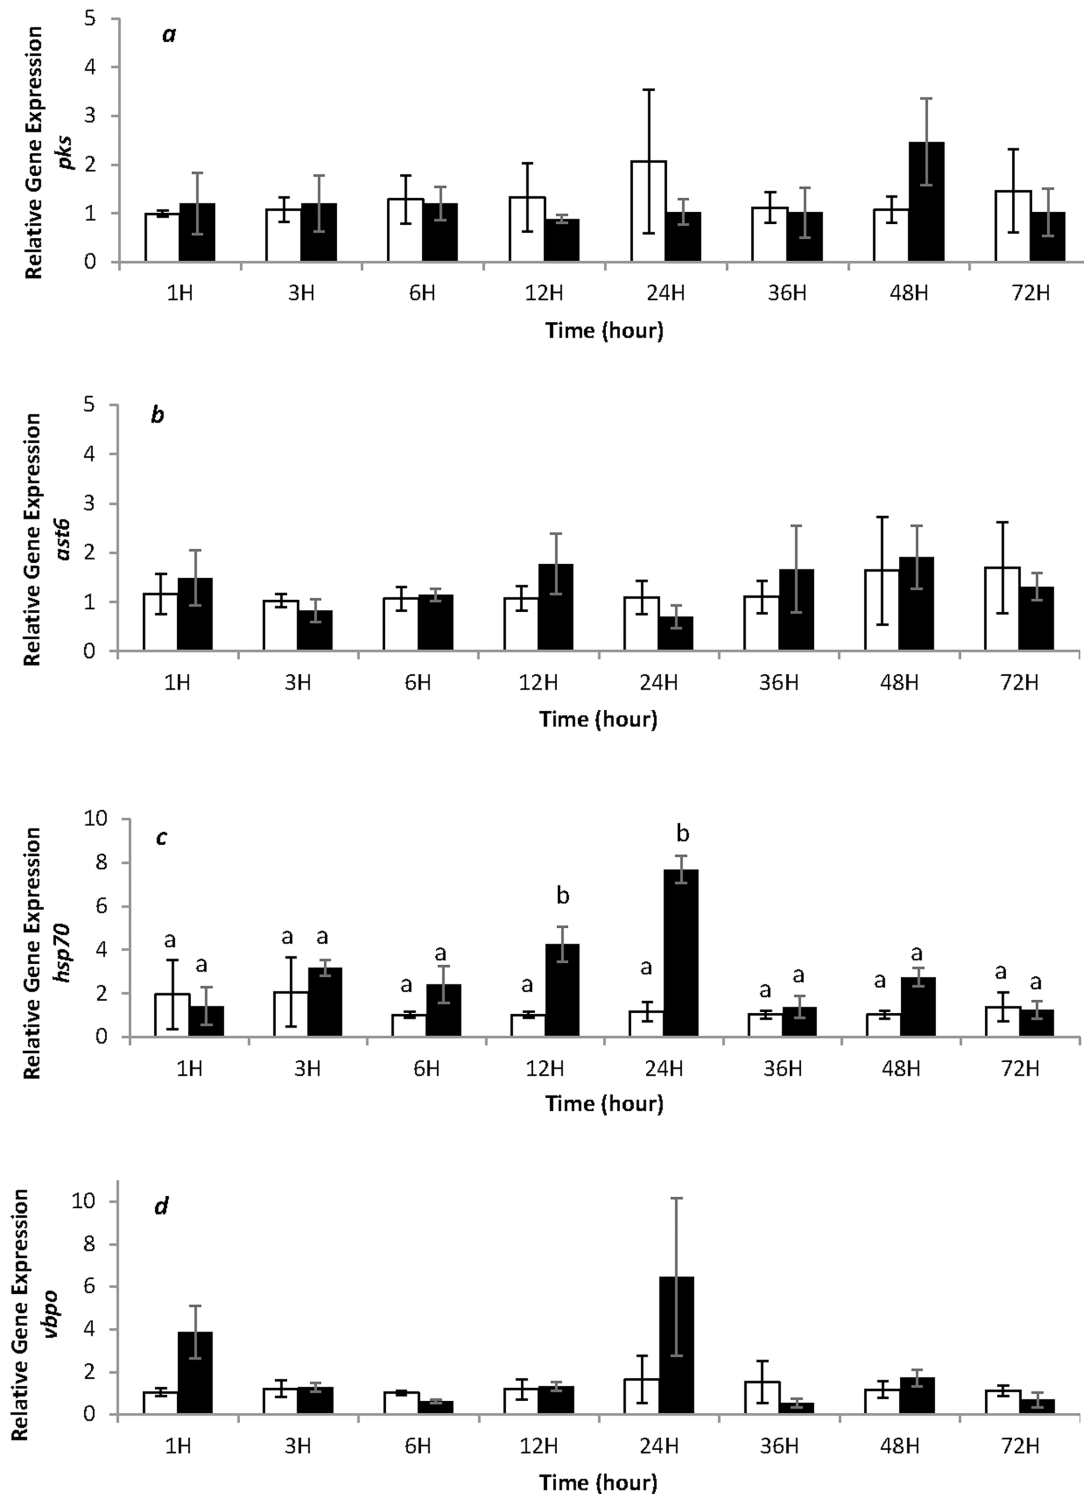 a
Relative Gene Expression
pks
5
4
3
2
1
0
1H 3H 6H 12H 24H 36H 48H 72H
Time (hour)
b
Relative Gene Expression
ast6
5
4
3
2
1
0
1H 3H 6H 12H 24H 36H 48H 72H
Time (hour)
c
Relative Gene Expression
hsp70
10
8
6
4
2
0
a a a a a a a b a b a a a a a a
1H 3H 6H 12H 24H 36H 48H 72H
Time (hour)
d
Relative Gene Expression
vbpo
10
8
6
4
2
0
1H 3H 6H 12H 24H 36H 48H 72H
Time (hour)